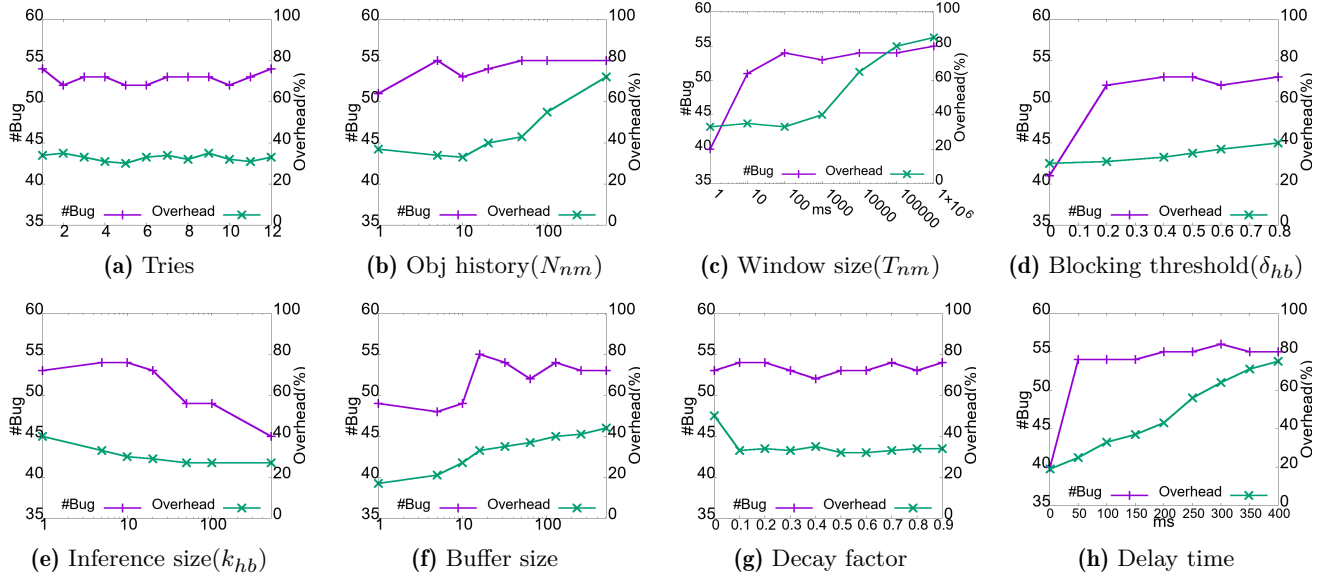 60
55
50
45
40
35
#Bug
100
80
60
40
20
0
Overhead(%)
#Bug
Overhead
2 4 6 8 10 12
(a) Tries
60
55
50
45
40
35
#Bug
100
80
60
40
20
0
Overhead(%)
#Bug
Overhead
1 10 100
(b) Obj history(N_nm)
60
55
50
45
40
35
#Bug
100
80
60
40
20
0
Overhead(%)
#Bug
Overhead
1 10 100 1000 10000 100000 1×10⁶
ms
(c) Window size(T_nm)
60
55
50
45
40
35
#Bug
100
80
60
40
20
0
Overhead(%)
#Bug
Overhead
0 0.1 0.2 0.3 0.4 0.5 0.6 0.7 0.8
(d) Blocking threshold(δ_hb)
60
55
50
45
40
35
#Bug
100
80
60
40
20
0
Overhead(%)
#Bug
Overhead
1 10 100
(e) Inference size(k_hb)
60
55
50
45
40
35
#Bug
100
80
60
40
20
0
Overhead(%)
#Bug
Overhead
1 10 100
(f) Buffer size
60
55
50
45
40
35
#Bug
100
80
60
40
20
0
Overhead(%)
#Bug
Overhead
0 0.1 0.2 0.3 0.4 0.5 0.6 0.7 0.8 0.9
(g) Decay factor
60
55
50
45
40
35
#Bug
100
80
60
40
20
0
Overhead(%)
#Bug
Overhead
0 50 100 150 200 250 300 350 400
ms
(h) Delay time